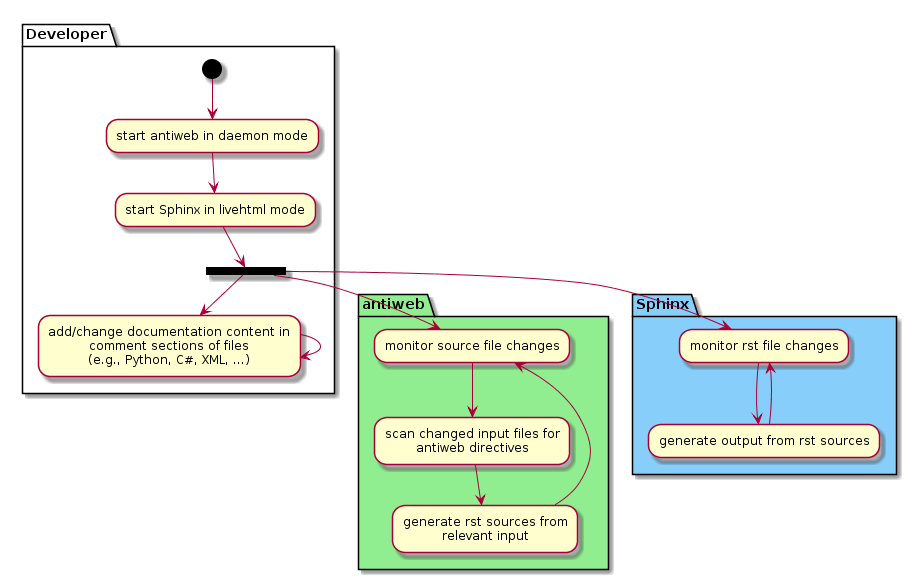 Developer
start antiweb in daemon mode
start Sphinx in livehtml mode
add/change documentation content in
comment sections of files
(e.g., Python, C#, XML, ...)
antiweb
monitor source file changes
scan changed input files for
antiweb directives
generate rst sources from
relevant input
Sphinx
monitor rst file changes
generate output from rst sources